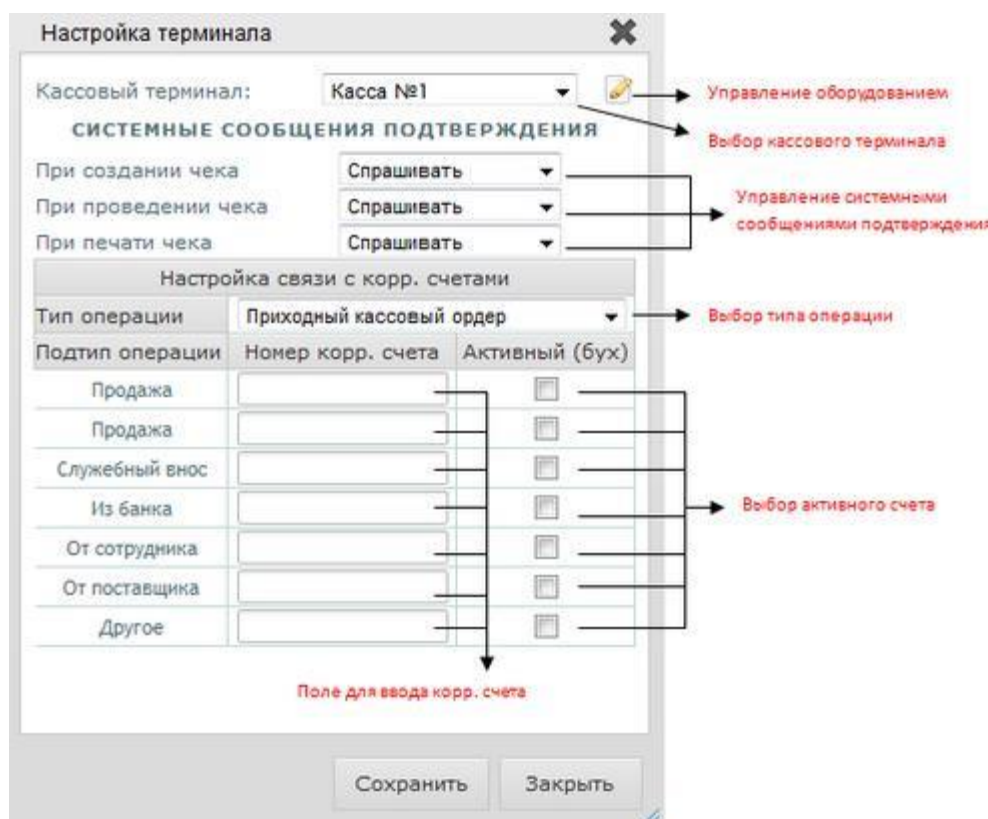 Настройка терминала
Кассовый терминал: Касса №1
Управление оборудованием
СИСТЕМНЫЕ СООБЩЕНИЯ ПОДТВЕРЖДЕНИЯ
Выбор кассового терминала
При создании чека Спрашивать
При проведении чека Спрашивать
Управление системными
сообщениями подтверждения
При печати чека Спрашивать
Настройка связи с корр. счетами
Тип операции Приходный кассовый ордер
Выбор типа операции
Подтип операции Номер корр. счета Активный (бух)
Продажа
Продажа
Служебный внос
Из банка
Выбор активного счета
От сотрудника
От поставщика
Другое
Поле для ввода корр. счета
Сохранить Закрыть